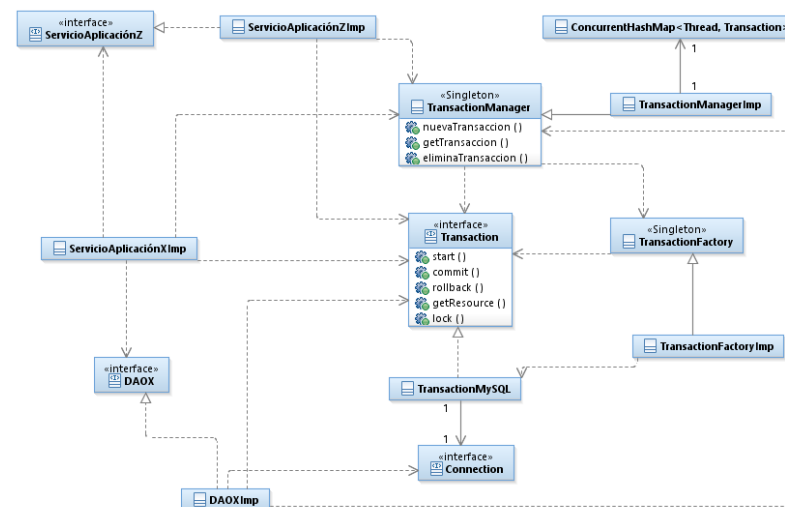 «interface»
ServicioAplicaciónZ
ServicioAplicaciónZImp
ConcurrentHashMap<Thread, Transaction>
1
1
«Singleton»
TransactionManager
nuevaTransaccion ()
getTransaccion ()
eliminaTransaccion ()
TransactionManagerImp
«interface»
Transaction
start ()
commit ()
rollback ()
getResource ()
lock ()
«Singleton»
TransactionFactory
ServicioAplicaciónXImp
TransactionFactoryImp
«interface»
DAOX
TransactionMySQL
1
1
«interface»
Connection
DAOXImp